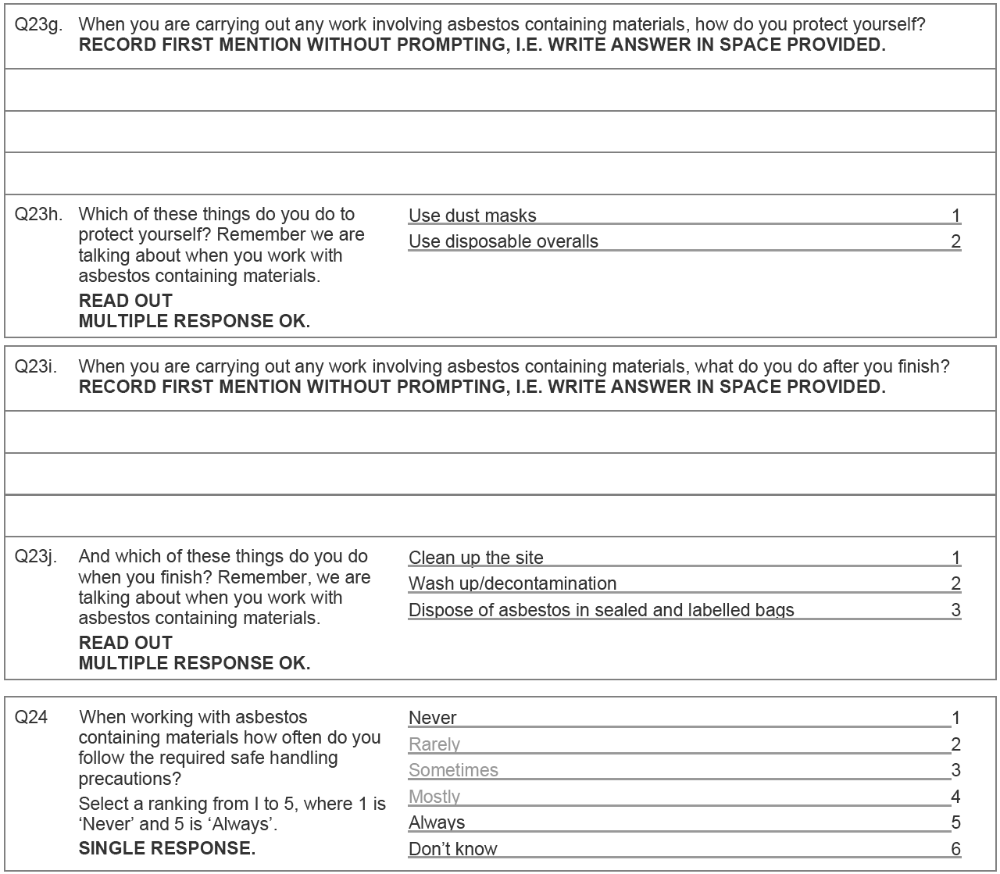 Q23g. When you are carrying out any work involving asbestos containing materials, how do you protect yourself?
RECORD FIRST MENTION WITHOUT PROMPTING, I.E. WRITE ANSWER IN SPACE PROVIDED.
Q23h. Which of these things do you do to
protect yourself? Remember we are
talking about when you work with
asbestos containing materials.
READ OUT
MULTIPLE RESPONSE OK.
Use dust masks 1
Use disposable overalls 2
Q23i. When you are carrying out any work involving asbestos containing materials, what do you do after you finish?
RECORD FIRST MENTION WITHOUT PROMPTING, I.E. WRITE ANSWER IN SPACE PROVIDED.
Q23j. And which of these things do you do
when you finish? Remember, we are
talking about when you work with
asbestos containing materials.
READ OUT
MULTIPLE RESPONSE OK.
Clean up the site 1
Wash up/decontamination 2
Dispose of asbestos in sealed and labelled bags 3
Q24 When working with asbestos
containing materials how often do you
follow the required safe handling
precautions?
Select a ranking from I to 5, where 1 is
‘Never’ and 5 is ‘Always’.
SINGLE RESPONSE.
Never 1
Rarely 2
Sometimes 3
Mostly 4
Always 5
Don’t know 6